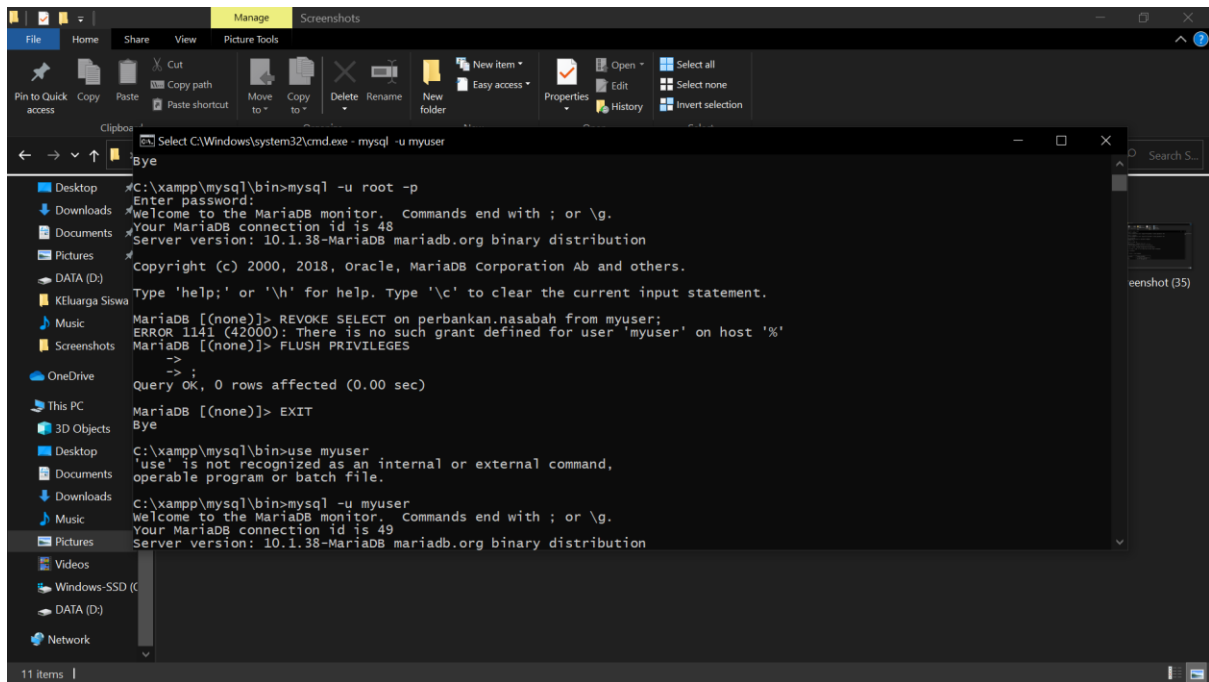 Manage Screenshots
File Home Share View Picture Tools
Pin to Quick access
Copy
Paste
Cut
Copy path
Paste shortcut
Move to
Copy to
Delete
Rename
New folder
New item
Easy access
Properties
Open
Edit
History
Select all
Select none
Invert selection
Select C:\Windows\system32\cmd.exe - mysql -u myuser
Search S...
Bye
C:\xampp\mysql\bin>mysql -u root -p
Enter password:
Welcome to the MariaDB monitor. Commands end with ; or \g.
Your MariaDB connection id is 48
Server version: 10.1.38-MariaDB mariadb.org binary distribution
Copyright (c) 2000, 2018, Oracle, MariaDB Corporation Ab and others.
Type 'help;' or '\h' for help. Type '\c' to clear the current input statement.
MariaDB [(none)]> REVOKE SELECT on perbankan.nasabah from myuser;
ERROR 1141 (42000): There is no such grant defined for user 'myuser' on host '%'
MariaDB [(none)]> FLUSH PRIVILEGES
->
-> ;
Query OK, 0 rows affected (0.00 sec)
MariaDB [(none)]> EXIT
Bye
C:\xampp\mysql\bin>use myuser
'use' is not recognized as an internal or external command,
operable program or batch file.
C:\xampp\mysql\bin>mysql -u myuser
Welcome to the MariaDB monitor. Commands end with ; or \g.
Your MariaDB connection id is 49
Server version: 10.1.38-MariaDB mariadb.org binary distribution
Desktop
Downloads
Documents
Pictures
DATA (D:)
KEluarga Siswa
Music
Screenshots
OneDrive
This PC
3D Objects
Desktop
Documents
Downloads
Music
Pictures
Videos
Windows-SSD (C
DATA (D:)
Network
eenshot (35)
11 items